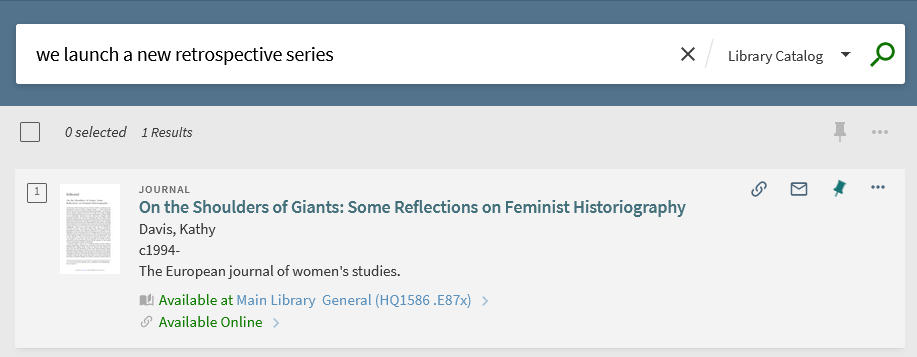 we launch a new retrospective series
Library Catalog
0 selected 1 Results
1
JOURNAL
On the Shoulders of Giants: Some Reflections on Feminist Historiography
Davis, Kathy
c1994-
The European journal of women's studies.
Available at Main Library General (HQ1586 .E87x)
Available Online